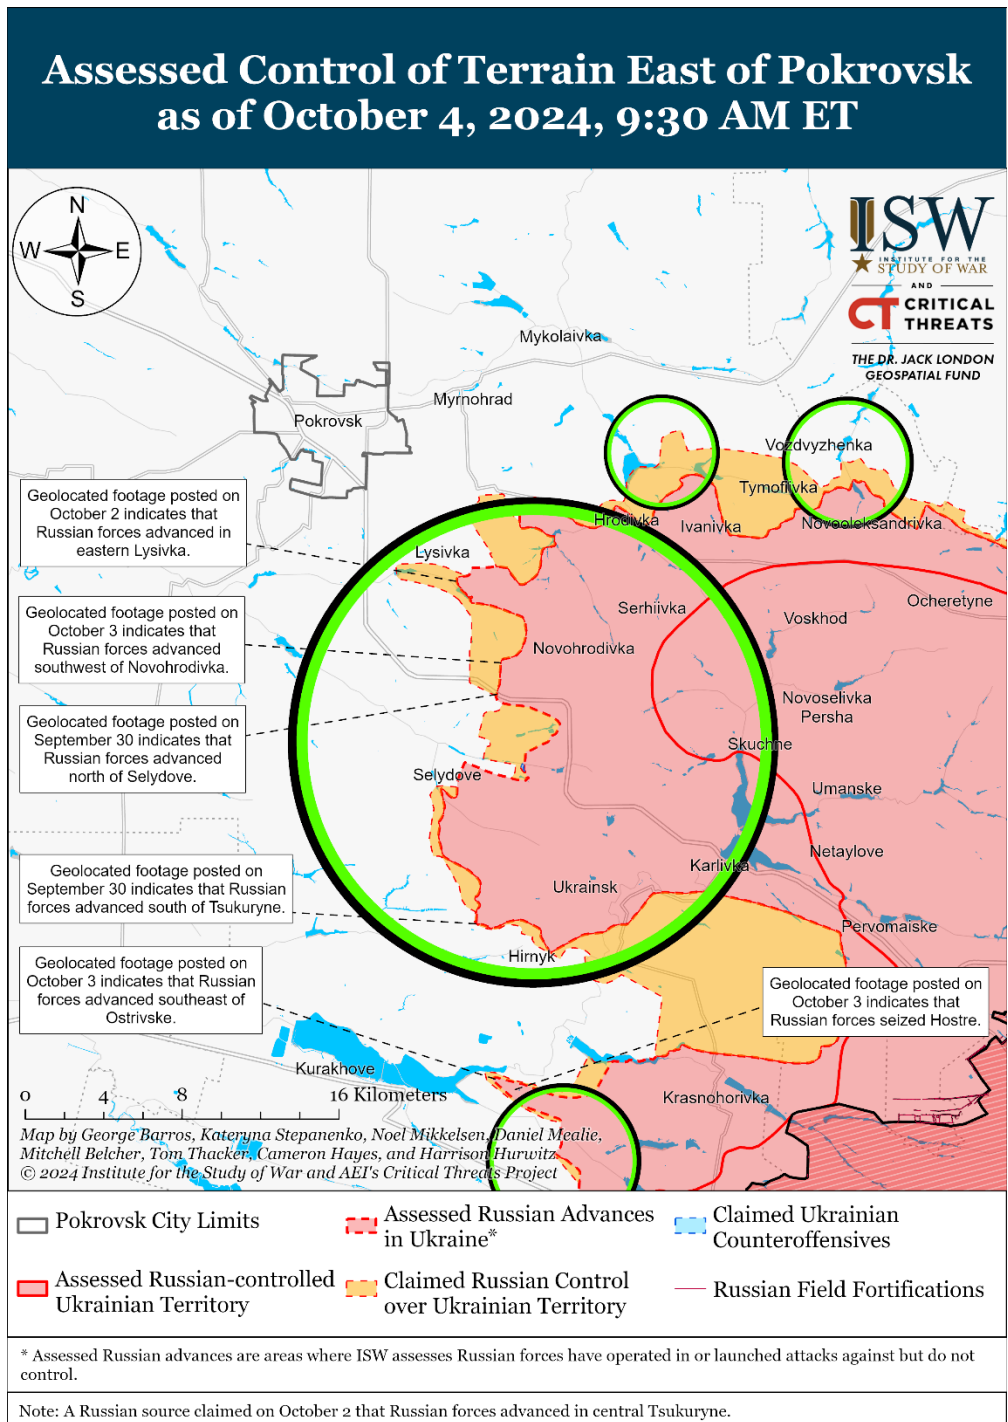 Assessed Control of Terrain East of Pokrovsk
as of October 4, 2024, 9:30 AM ET
N
W
E
S
ISW
INSTITUTE FOR THE
STUDY OF WAR
AND
CT CRITICAL
THREATS
THE DR. JACK LONDON
GEOSPATIAL FUND
Mykolaivka
Myrnohrad
Pokrovsk
Vozdvyzhenka
Tymofiivka
Hrodivka
Ivanivka
Novooleksandrivka
Geolocated footage posted on
October 2 indicates that
Russian forces advanced in
eastern Lysivka.
Lysivka
Serhiivka
Ocheretyne
Voskhod
Geolocated footage posted on
October 3 indicates that
Russian forces advanced
southwest of Novohrodivka.
Novohrodivka
Novoselivka
Persha
Geolocated footage posted on
September 30 indicates that
Russian forces advanced
north of Selydove.
Skuchne
Selydove
Umanske
Netaylove
Karlivka
Geolocated footage posted on
September 30 indicates that Russian
forces advanced south of Tsukuryne.
Ukrainsk
Pervomaiske
Hirnyk
Geolocated footage posted on
October 3 indicates that Russian
forces advanced southeast of
Ostrivske.
Geolocated footage posted on
October 3 indicates that
Russian forces seized Hostre.
Kurakhove
Krasnohorivka
0 4 8 16 Kilometers
Map by George Barros, Kateryna Stepanenko, Noel Mikkelsen, Daniel Mealie,
Mitchell Belcher, Tom Thacker, Cameron Hayes, and Harrison Hurwitz
© 2024 Institute for the Study of War and AEI's Critical Threats Project
Pokrovsk City Limits
Assessed Russian Advances
in Ukraine*
Claimed Ukrainian
Counteroffensives
Assessed Russian-controlled
Ukrainian Territory
Claimed Russian Control
over Ukrainian Territory
Russian Field Fortifications
* Assessed Russian advances are areas where ISW assesses Russian forces have operated in or launched attacks against but do not
control.
Note: A Russian source claimed on October 2 that Russian forces advanced in central Tsukuryne.